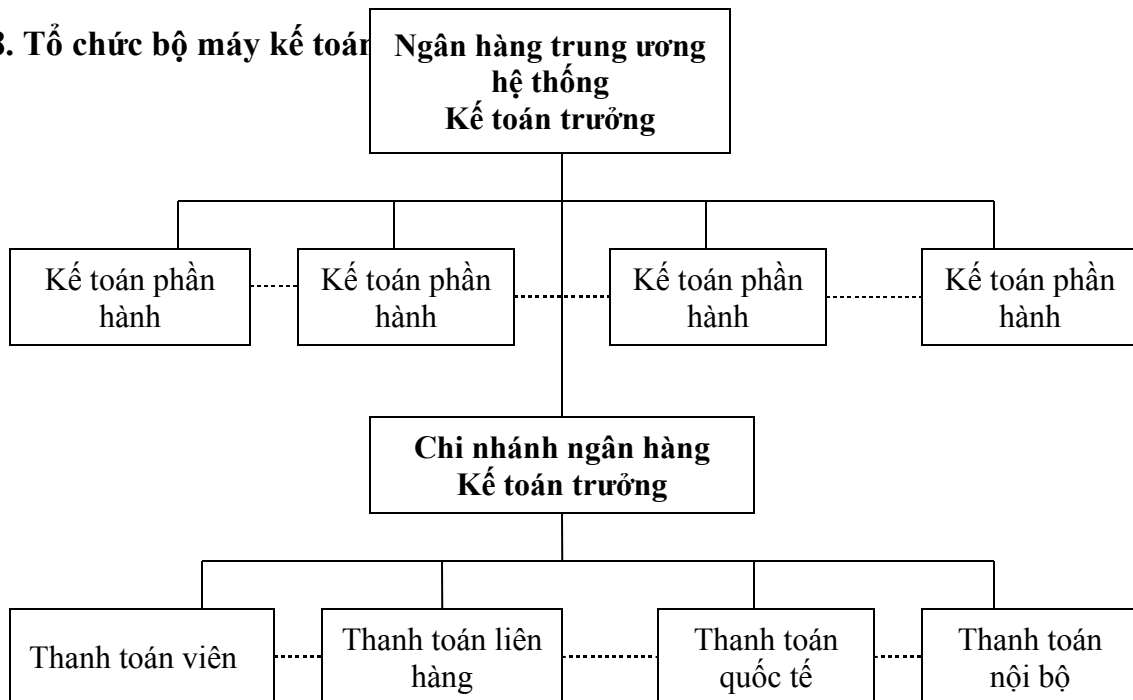 3. Tổ chức bộ máy kế toán
Ngân hàng trung ương
hệ thống
Kế toán trưởng
Kế toán phần
hành
Kế toán phần
hành
Kế toán phần
hành
Kế toán phần
hành
Chi nhánh ngân hàng
Kế toán trưởng
Thanh toán viên
Thanh toán liên
hàng
Thanh toán
quốc tế
Thanh toán
nội bộ